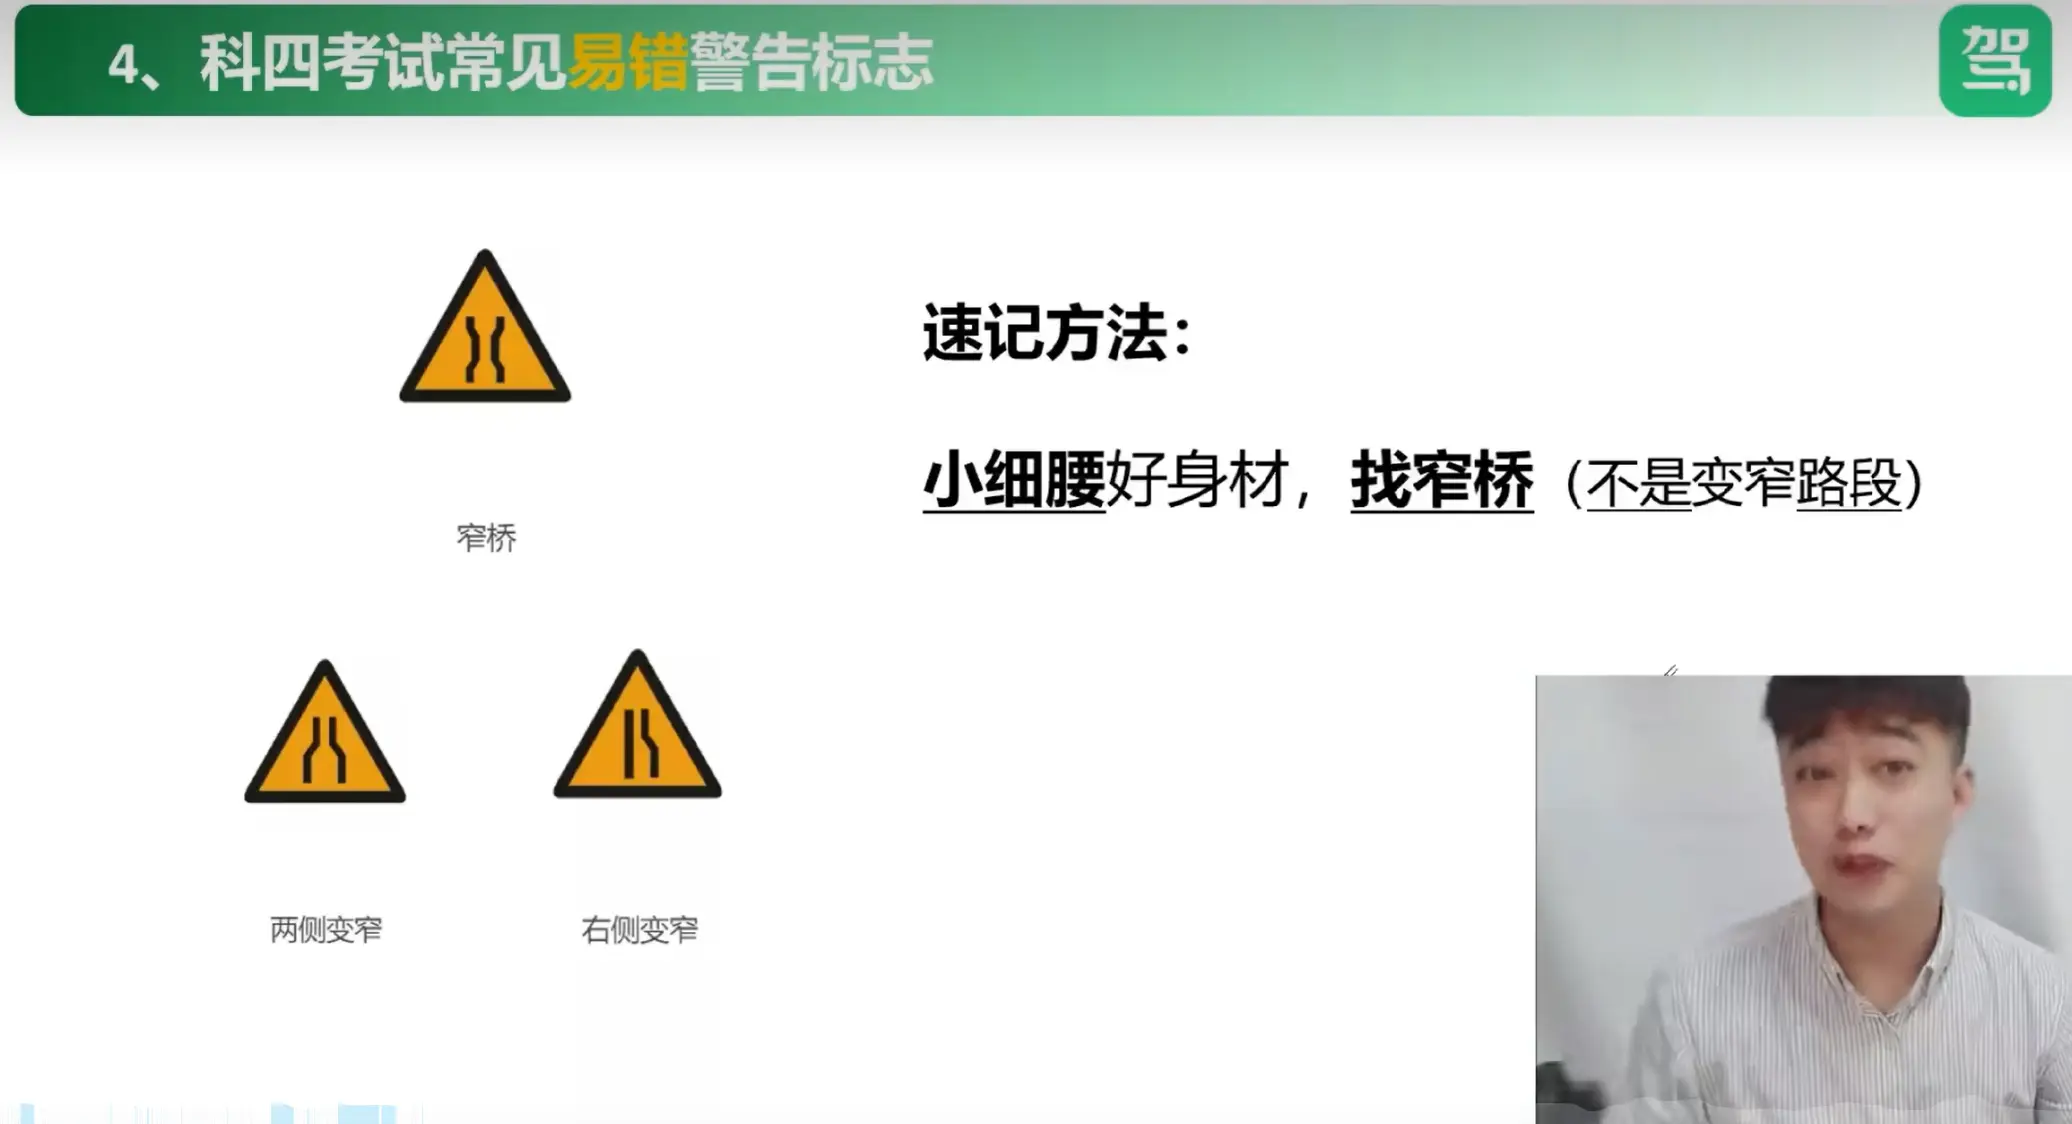 4、科四考试常见易错警告标志
驾
速记方法：
小细腰好身材，找窄桥（不是变窄路段）
窄桥
两侧变窄
右侧变窄